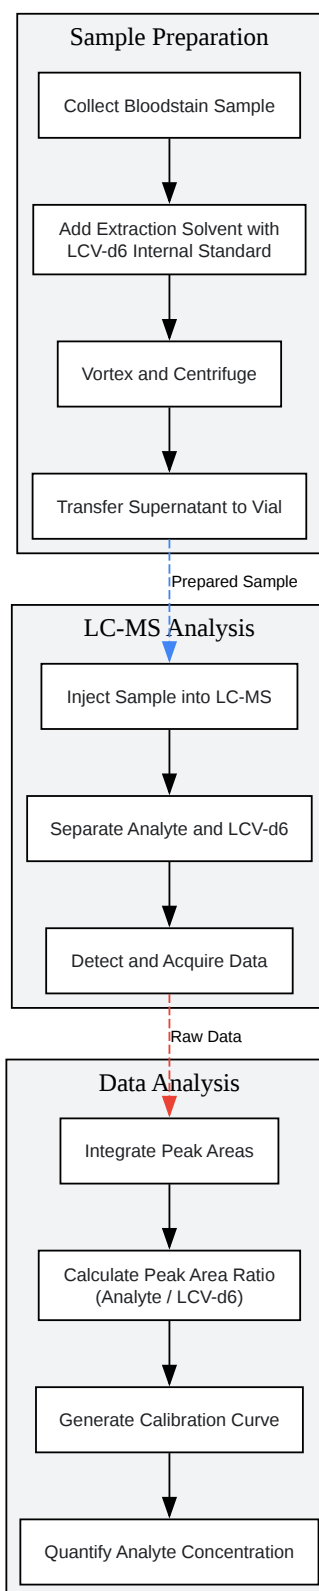 Sample Preparation
Collect Bloodstain Sample
Add Extraction Solvent with
LCV-d6 Internal Standard
Vortex and Centrifuge
Transfer Supernatant to Vial
Prepared Sample
LC-MS Analysis
Inject Sample into LC-MS
Separate Analyte and LCV-d6
Detect and Acquire Data
Raw Data
Data Analysis
Integrate Peak Areas
Calculate Peak Area Ratio
(Analyte / LCV-d6)
Generate Calibration Curve
Quantify Analyte Concentration